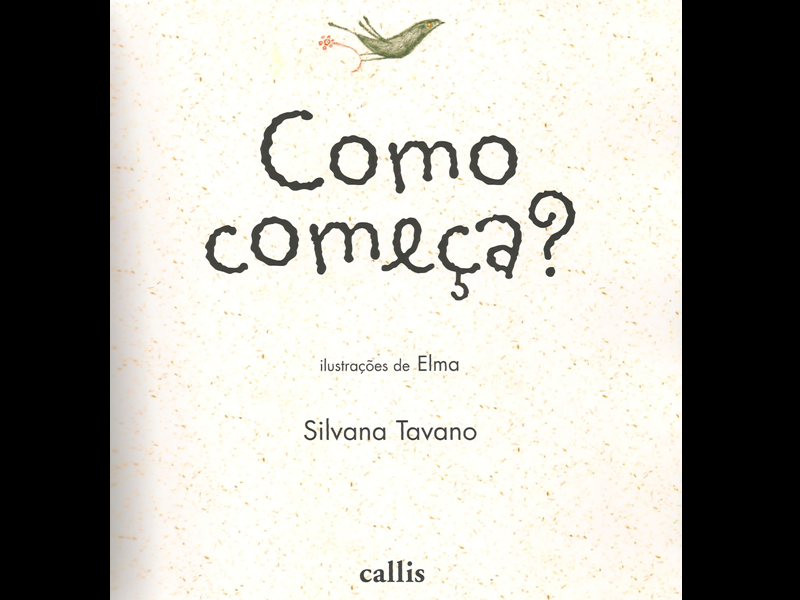 Como
começa?
ilustrações de Elma
Silvana Tavano
callis